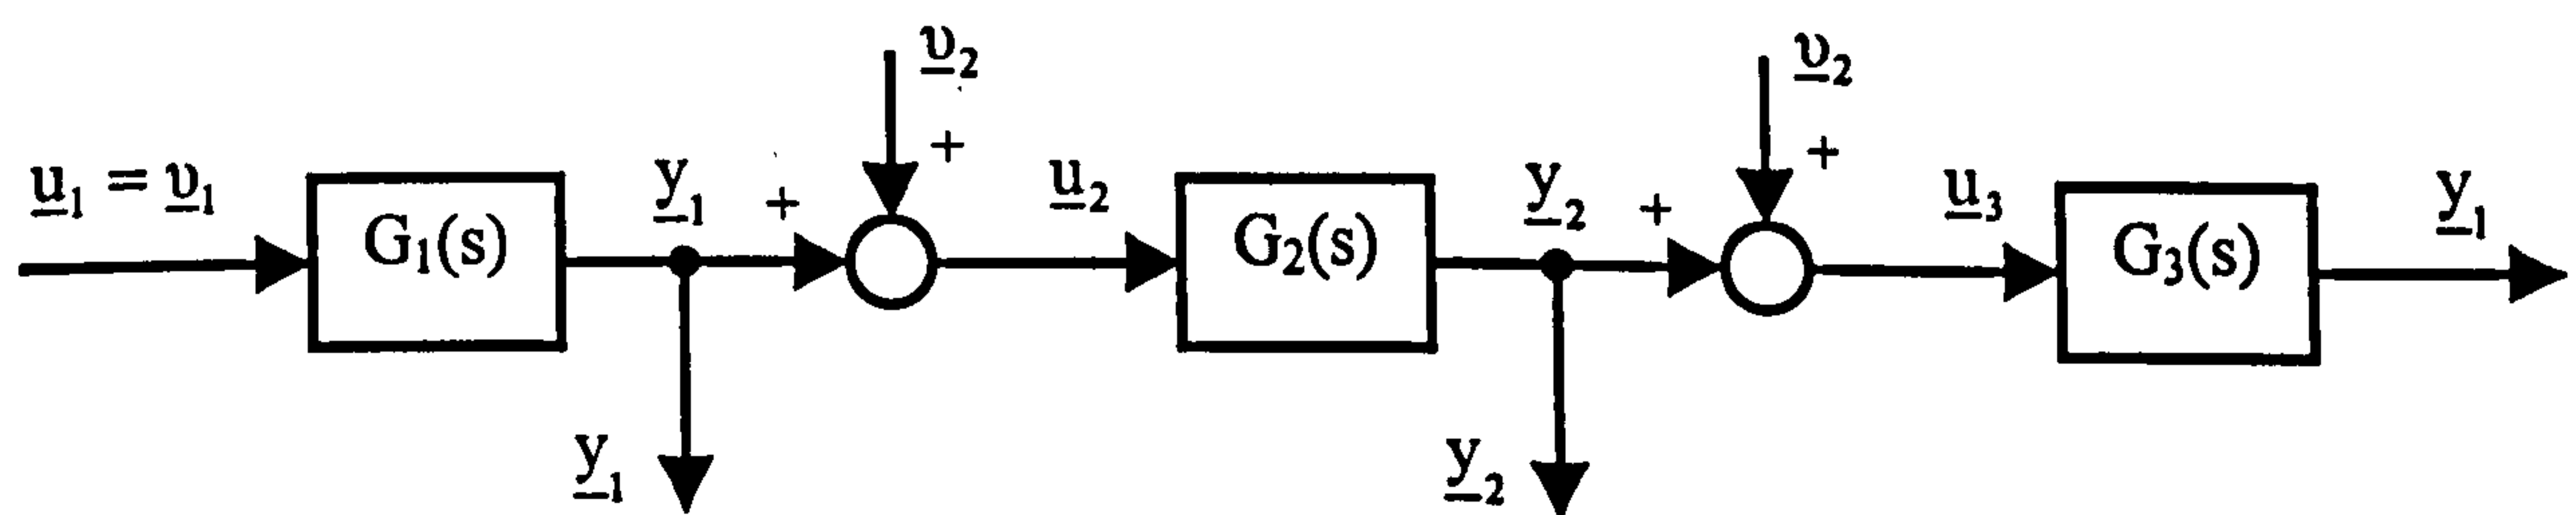 υ₂
υ₂
+
+
u₁ = υ₁
G₁(s)
y₁
+
u₂
G₂(s)
y₂
+
u₃
G₃(s)
y₁
y₁
y₂